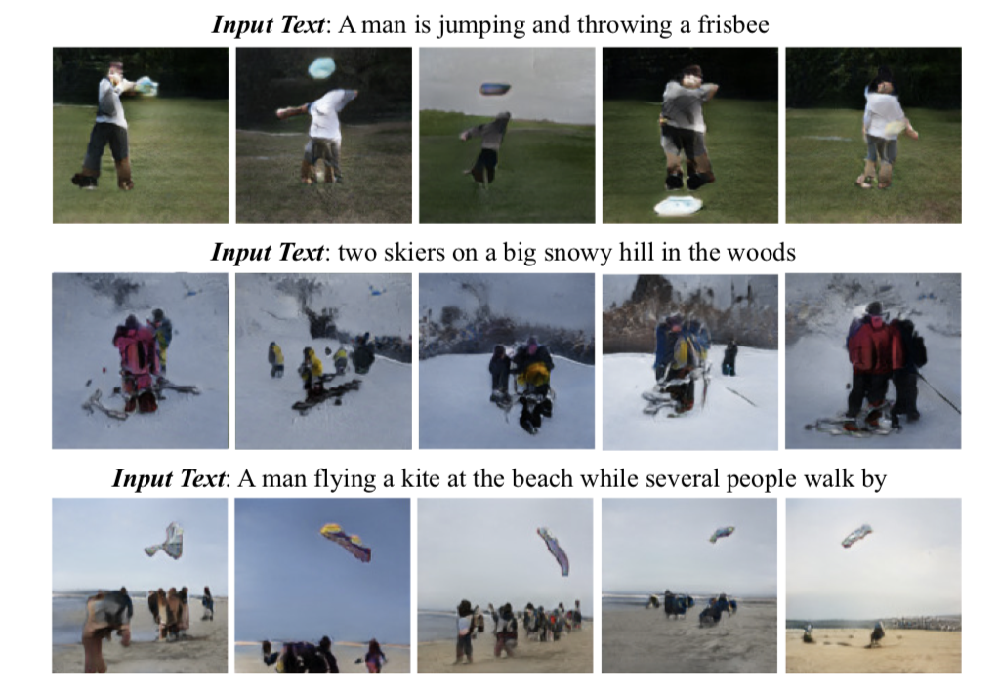 Input Text: A man is jumping and throwing a frisbee
Input Text: two skiers on a big snowy hill in the woods
Input Text: A man flying a kite at the beach while several people walk by